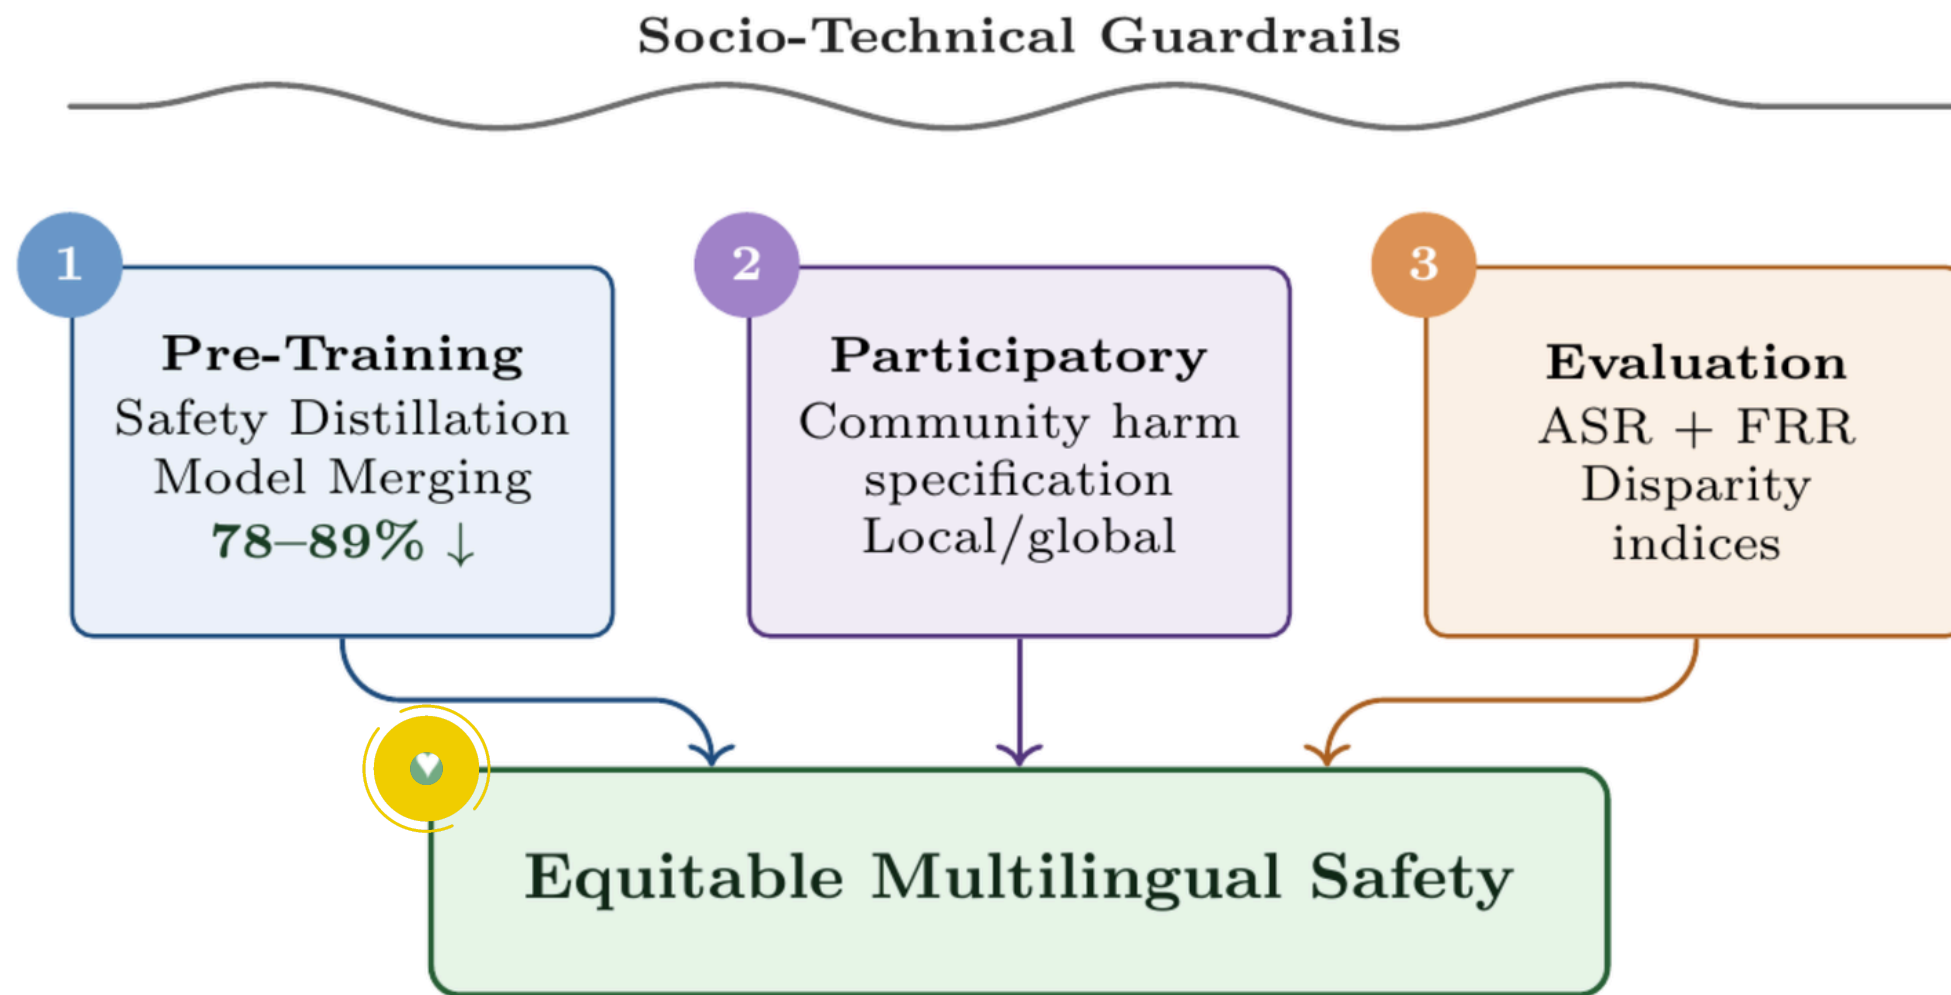 Socio-Technical Guardrails
1
Pre-Training
Safety Distillation
Model Merging
78–89% ↓
2
Participatory
Community harm
specification
Local/global
3
Evaluation
ASR + FRR
Disparity
indices
Equitable Multilingual Safety